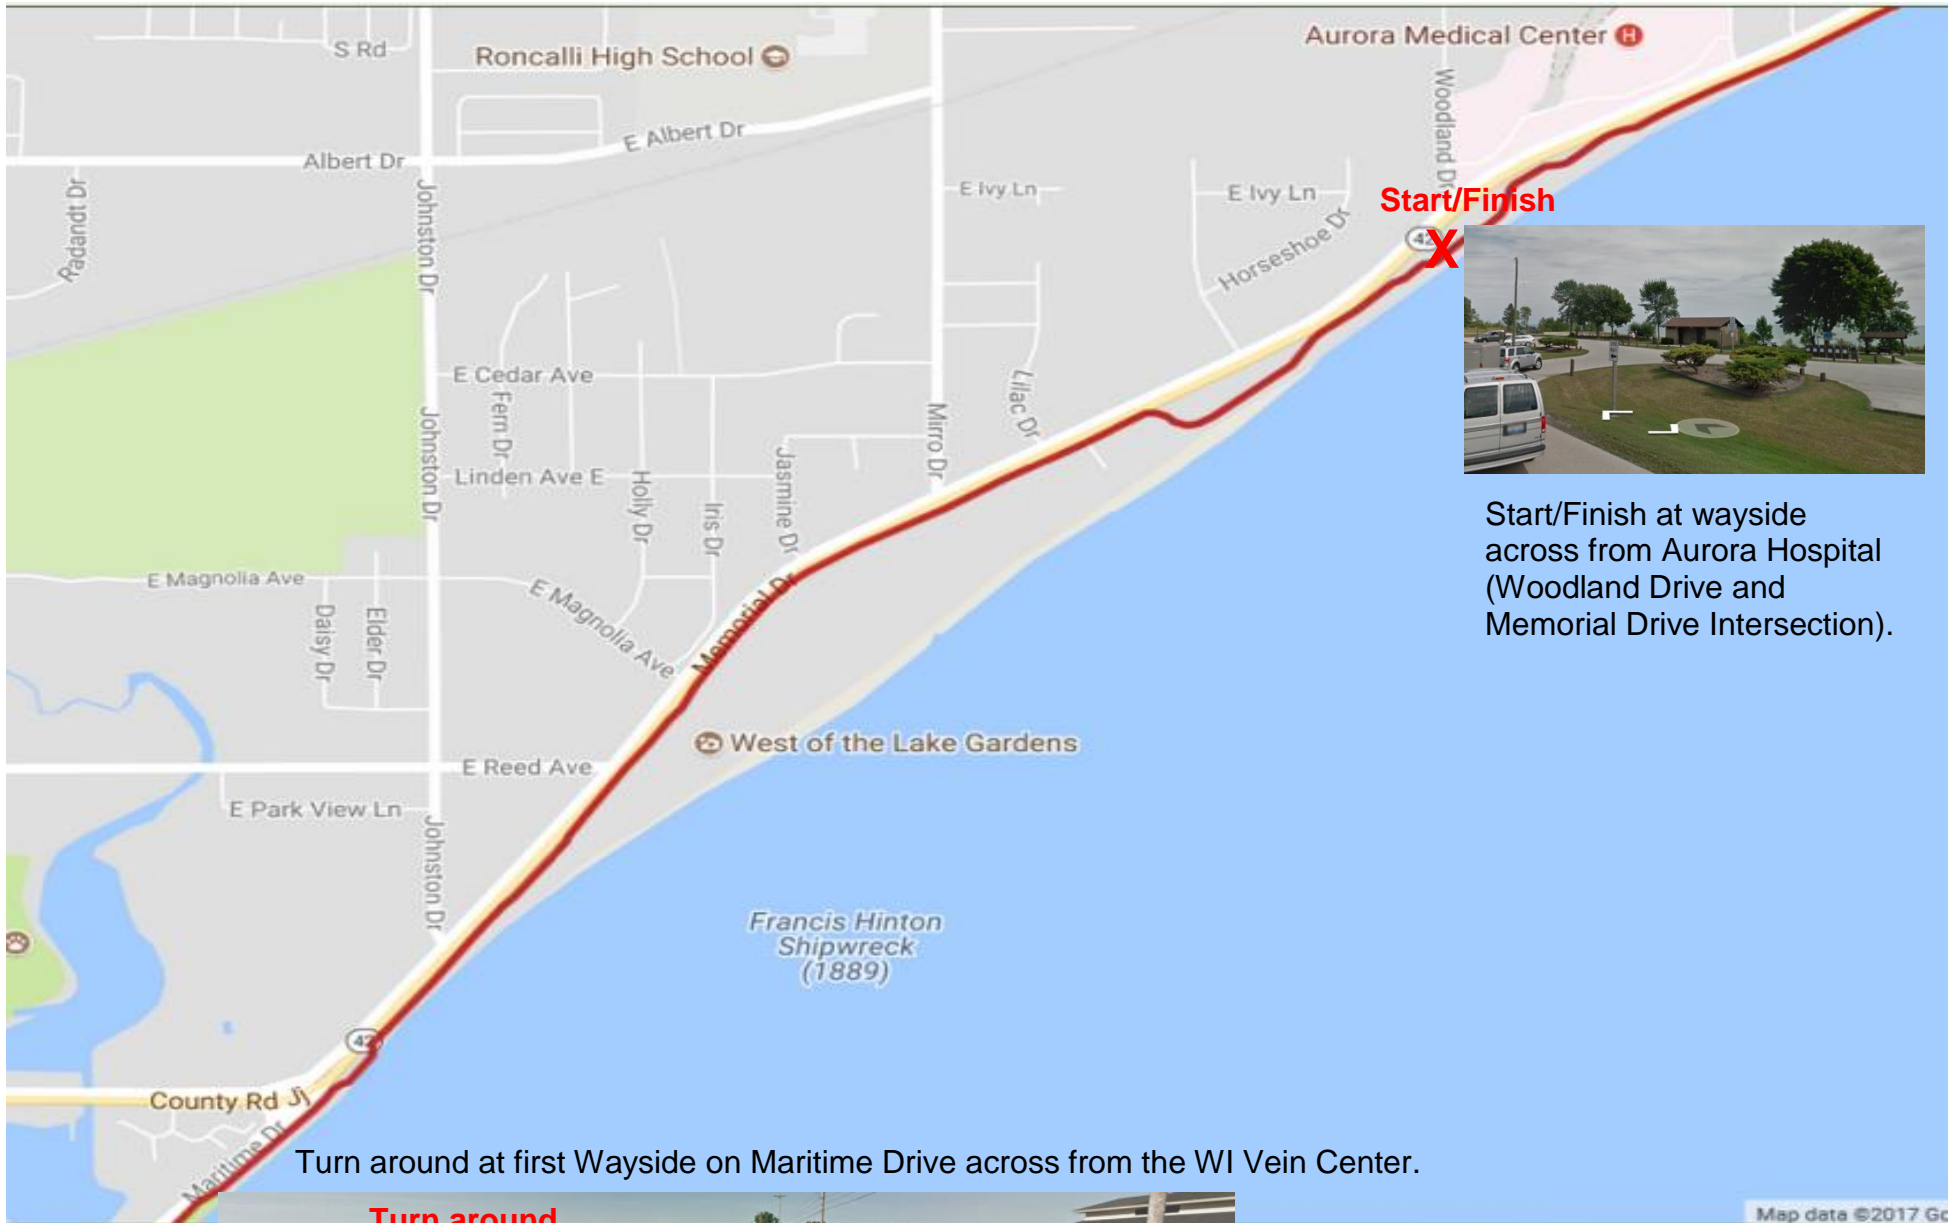 S Rd
Roncalli High School
Aurora Medical Center H
Woodland Dr
E Albert Dr
Albert Dr
Radandt Dr
Johnston Dr
E Ivy Ln
E Ivy Ln
Start/Finish
X
42
Horseshoe Dr
E Cedar Ave
Fern Dr
Lilac Dr
Johnston Dr
Mirro Dr
Linden Ave E
Holly Dr
Jasmine Dr
Iris Dr
Start/Finish at wayside
across from Aurora Hospital
(Woodland Drive and
Memorial Drive Intersection).
E Magnolia Ave
E Magnolia Ave
Memorial Dr
Daisy Dr
Elder Dr
West of the Lake Gardens
E Reed Ave
E Park View Ln
Johnston Dr
Francis Hinton
Shipwreck
(1889)
42
County Rd Jj
Maritime Dr
Turn around at first Wayside on Maritime Drive across from the WI Vein Center.
Turn around
Map data ©2017 Go